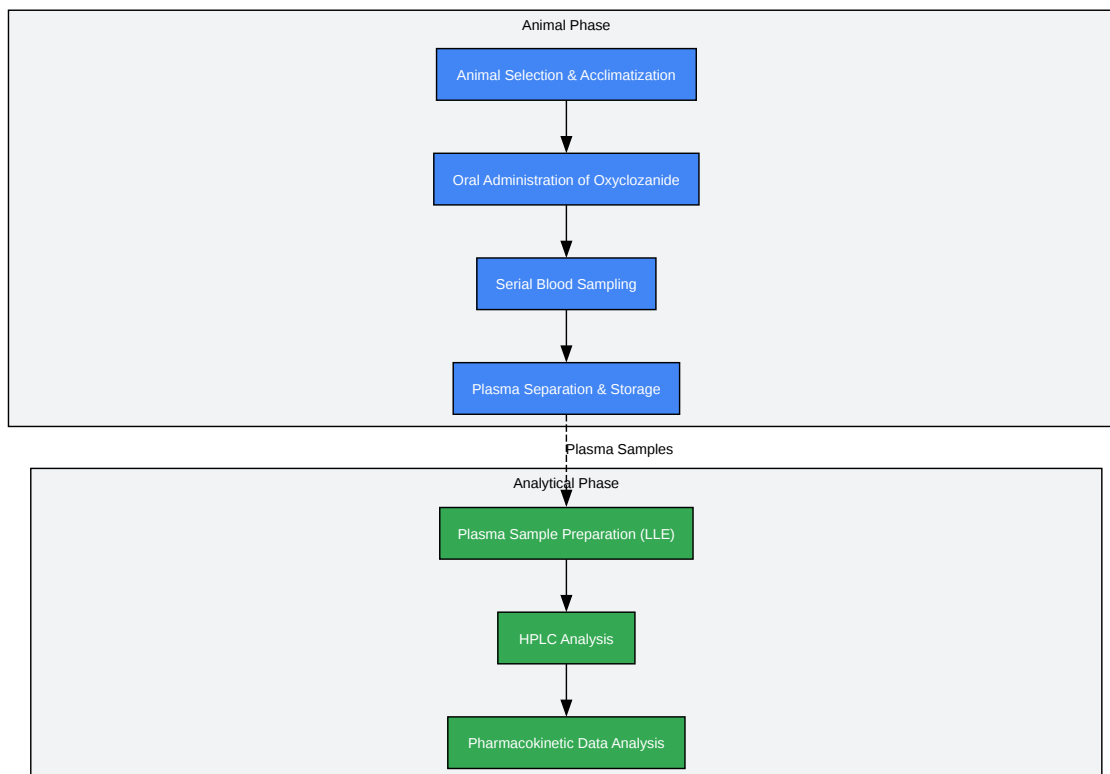 Animal Phase
Animal Selection & Acclimatization
Oral Administration of Oxyclozanide
Serial Blood Sampling
Plasma Separation & Storage
Plasma Samples
Analytical Phase
Plasma Sample Preparation (LLE)
HPLC Analysis
Pharmacokinetic Data Analysis